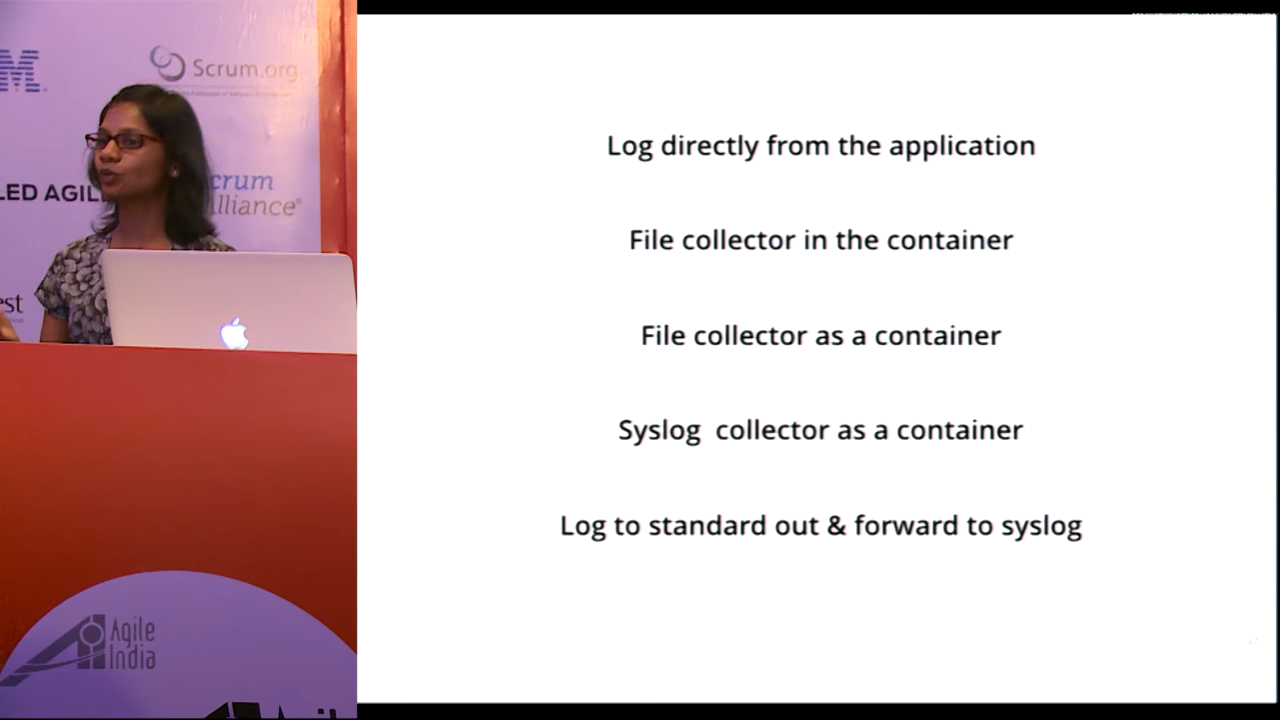 Scrum.org
LED AGIL
crum
lliance®
est
Agile
India
Log directly from the application
File collector in the container
File collector as a container
Syslog  collector as a container
Log to standard out & forward to syslog